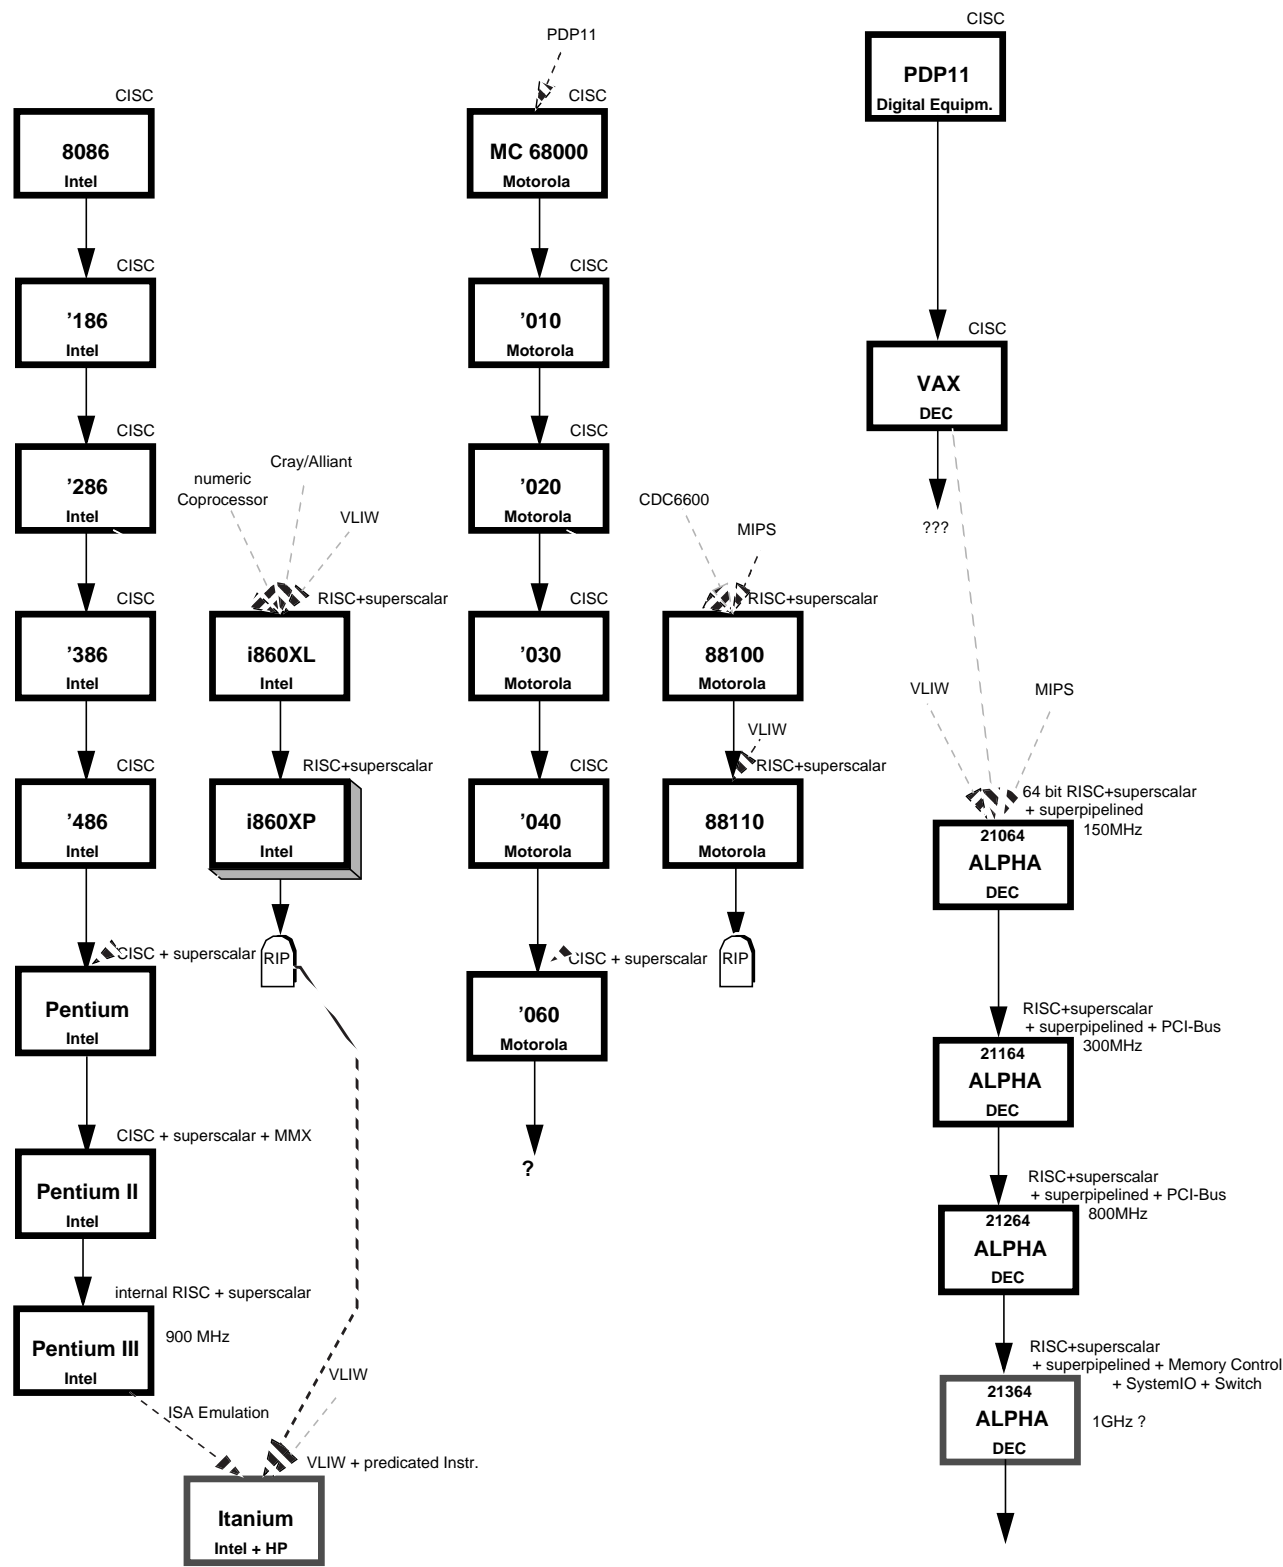 CISC
8086
Intel
CISC
'186
Intel
CISC
'286
Intel
CISC
'386
Intel
CISC
'486
Intel
CISC + superscalar
Pentium
Intel
CISC + superscalar + MMX
Pentium II
Intel
internal RISC + superscalar
Pentium III
Intel
900 MHz
ISA Emulation
VLIW
VLIW + predicated Instr.
Itanium
Intel + HP
numeric
Coprocessor
Cray/Alliant
VLIW
RISC+superscalar
i860XL
Intel
RISC+superscalar
i860XP
Intel
RIP
PDP11
CISC
MC 68000
Motorola
CISC
'010
Motorola
CISC
'020
Motorola
CISC
'030
Motorola
CISC
'040
Motorola
CISC + superscalar
'060
Motorola
?
CDC6600
MIPS
RISC+superscalar
88100
Motorola
VLIW
RISC+superscalar
88110
Motorola
RIP
CISC
PDP11
Digital Equipm.
CISC
VAX
DEC
???
VLIW
MIPS
64 bit RISC+superscalar
+ superpipelined
150MHz
21064
ALPHA
DEC
RISC+superscalar
+ superpipelined + PCI-Bus
300MHz
21164
ALPHA
DEC
RISC+superscalar
+ superpipelined + PCI-Bus
800MHz
21264
ALPHA
DEC
RISC+superscalar
+ superpipelined + Memory Control
+ SystemIO + Switch
21364
ALPHA
DEC
1GHz ?